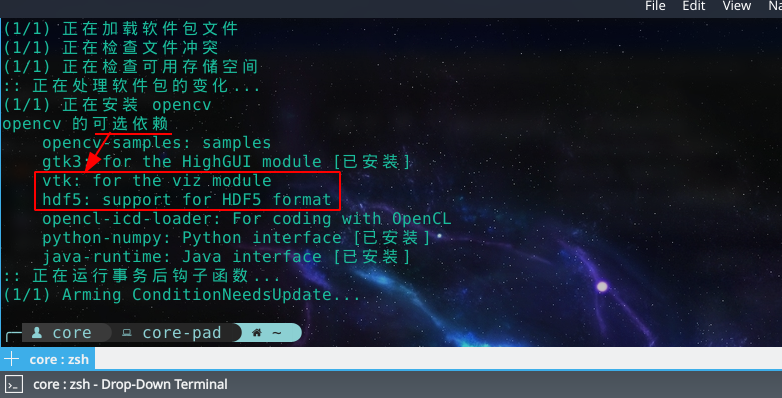 File Edit View Na
(1/1) 正在加载软件包文件
(1/1) 正在检查文件冲突
(1/1) 正在检查可用存储空间
:: 正在处理软件包的变化...
(1/1) 正在安装 opencv
opencv 的可选依赖
opencv-samples: samples
gtk3: for the HighGUI module [已安装]
vtk: for the viz module
hdf5: support for HDF5 format
opencl-icd-loader: For coding with OpenCL
python-numpy: Python interface [已安装]
java-runtime: Java interface [已安装]
:: 正在运行事务后钩子函数...
(1/1) Arming ConditionNeedsUpdate...
core core-pad ~
core : zsh
core : zsh - Drop-Down Terminal